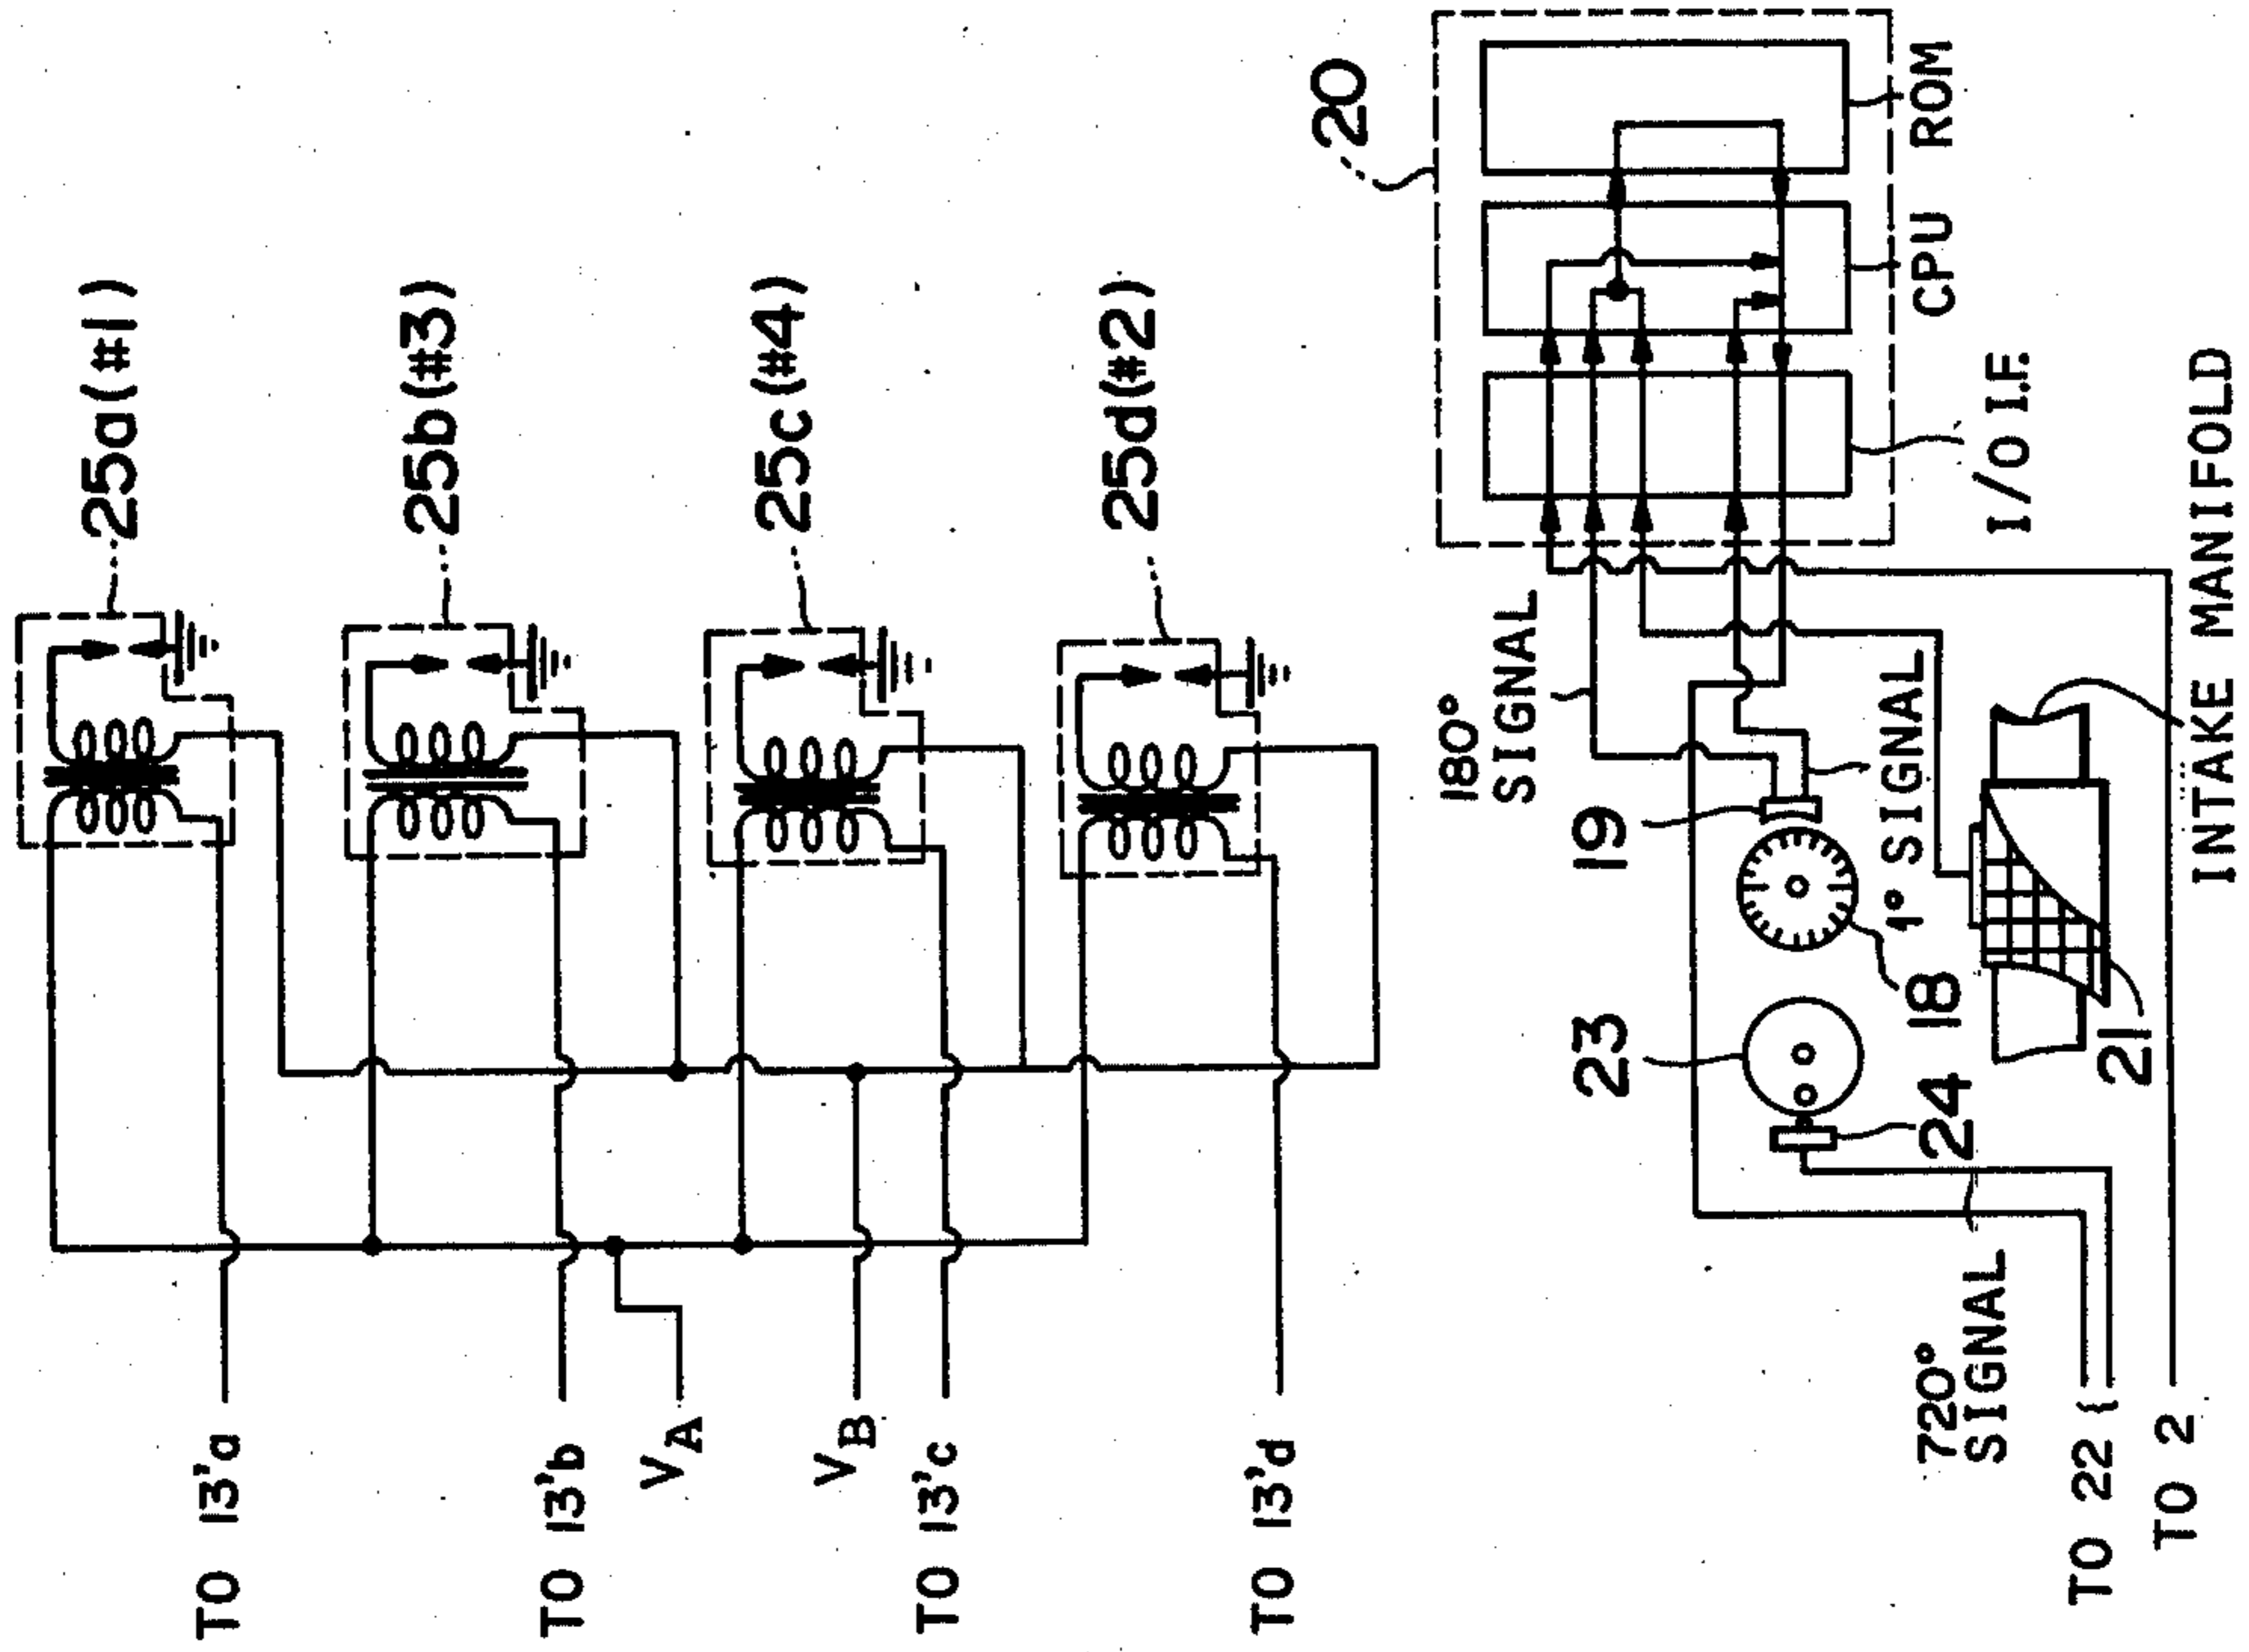 25a(#1)
25b(#3)
25c(#4)
25d(#2)
TO 13'a
TO 13'b
VA
VB
TO 13'c
TO 13'd
20
ROM
CPU
I/O I.F.
180°
SIGNAL
19
1° SIGNAL
18
23
24
21
INTAKE MANIFOLD
720°
SIGNAL
TO 22 {
TO 2